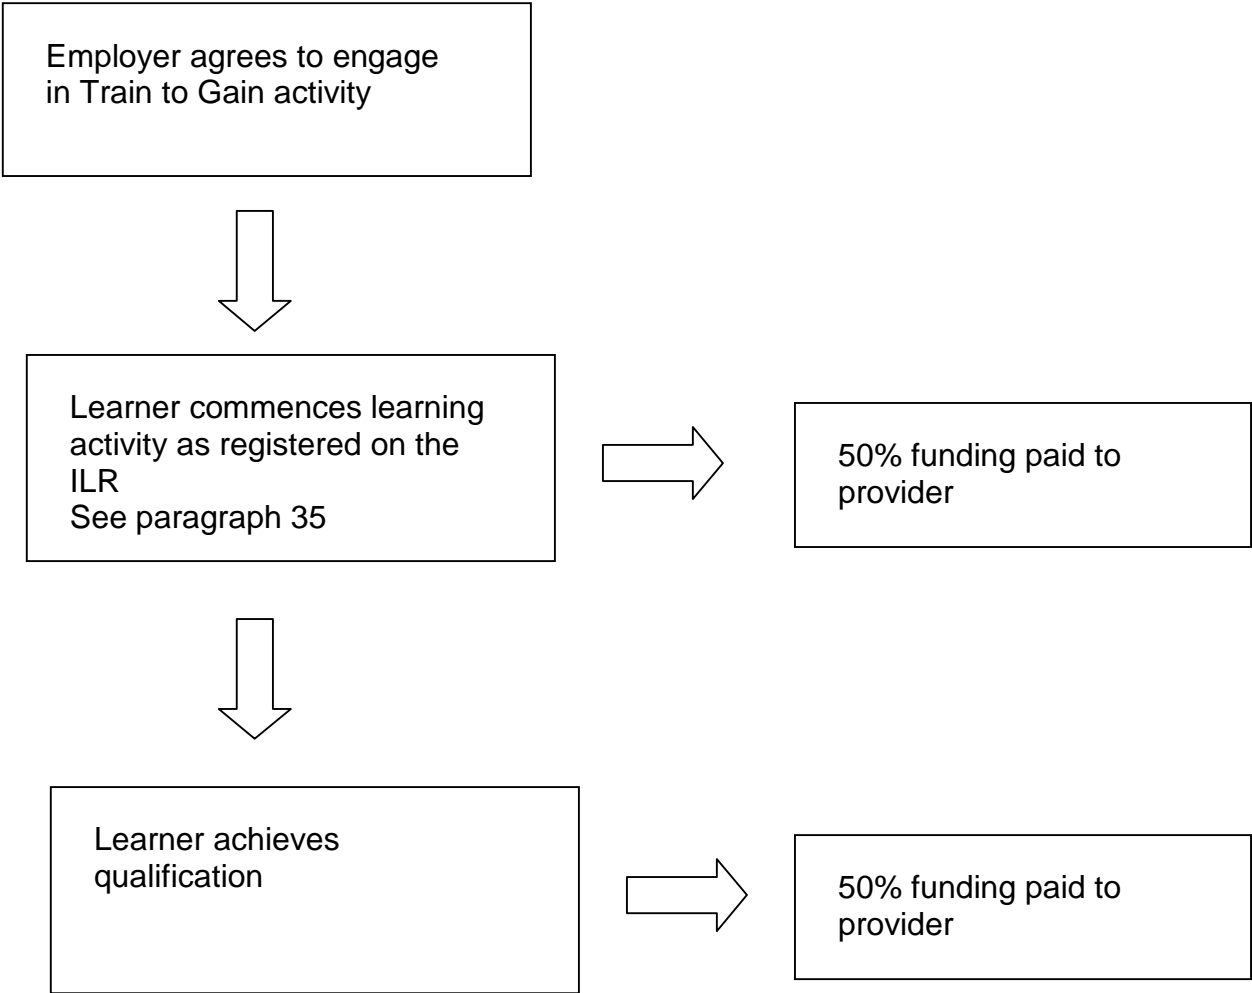 Employer agrees to engage
in Train to Gain activity
Learner commences learning
activity as registered on the
ILR
See paragraph 35
50% funding paid to
provider
Learner achieves
qualification
50% funding paid to
provider